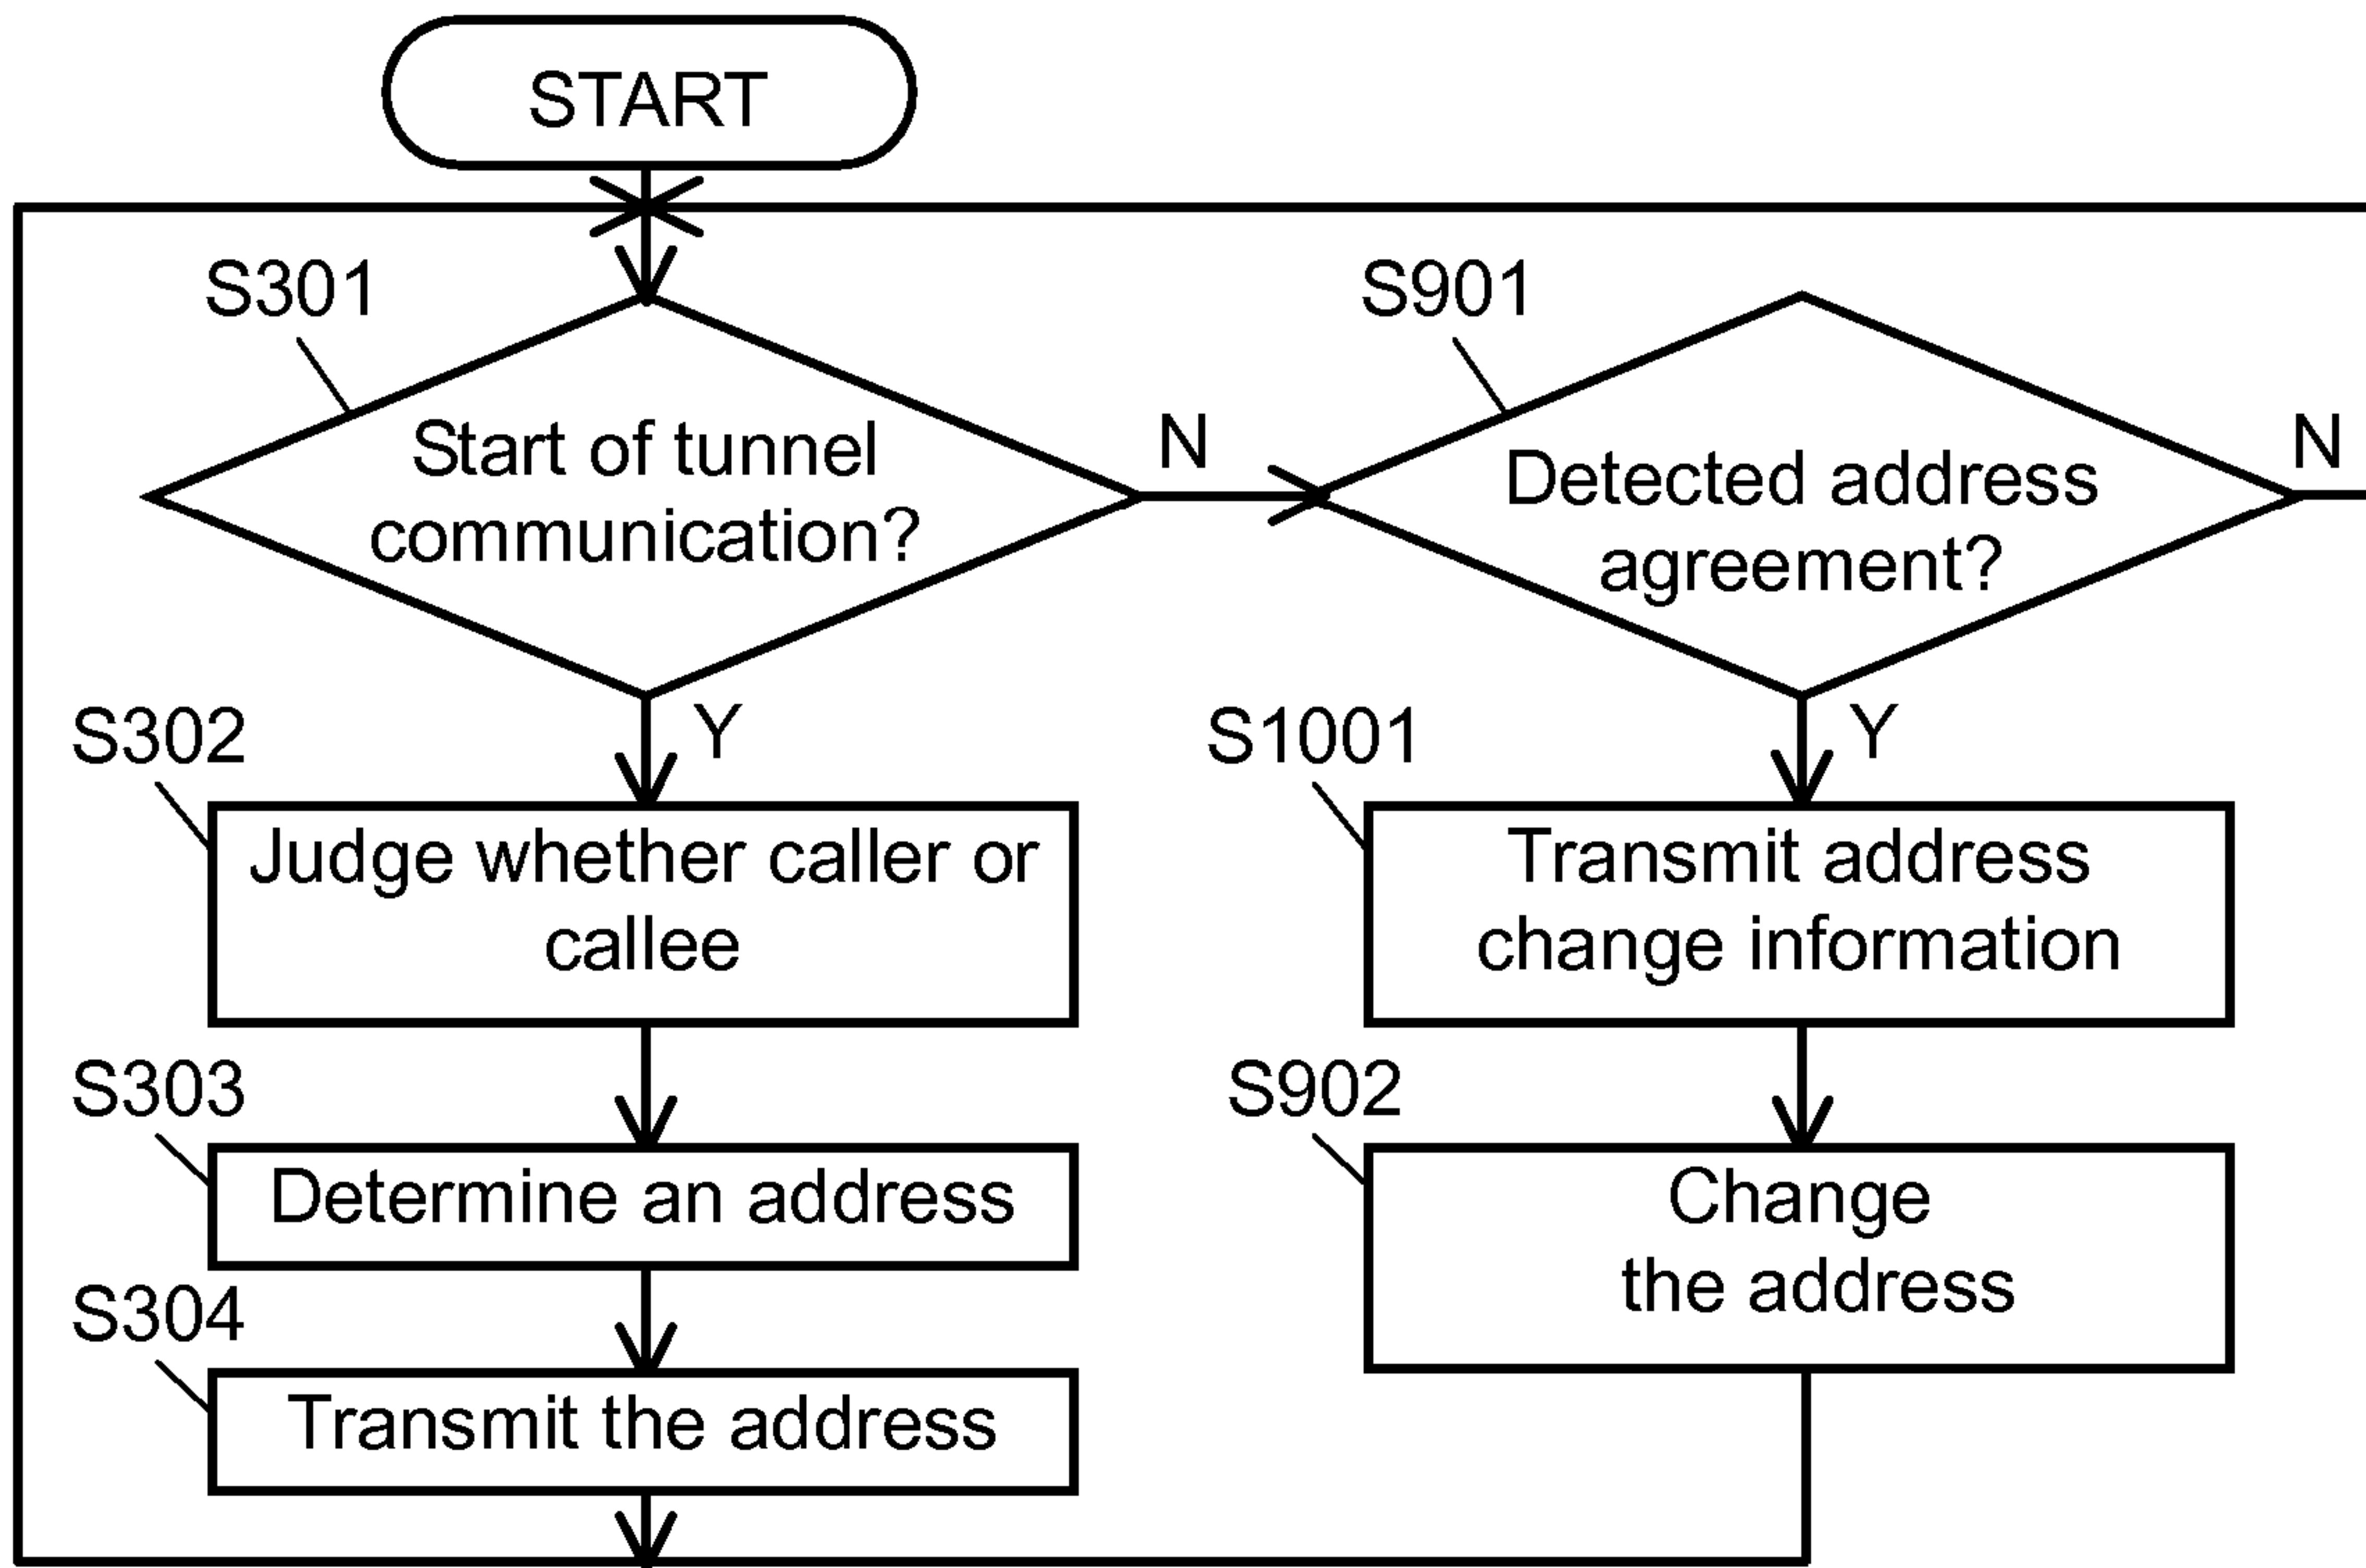 START
S301
Start of tunnel
communication?
N
Y
S302
Judge whether caller or
callee
S303
Determine an address
S304
Transmit the address
S901
Detected address
agreement?
N
Y
S1001
Transmit address
change information
S902
Change
the address